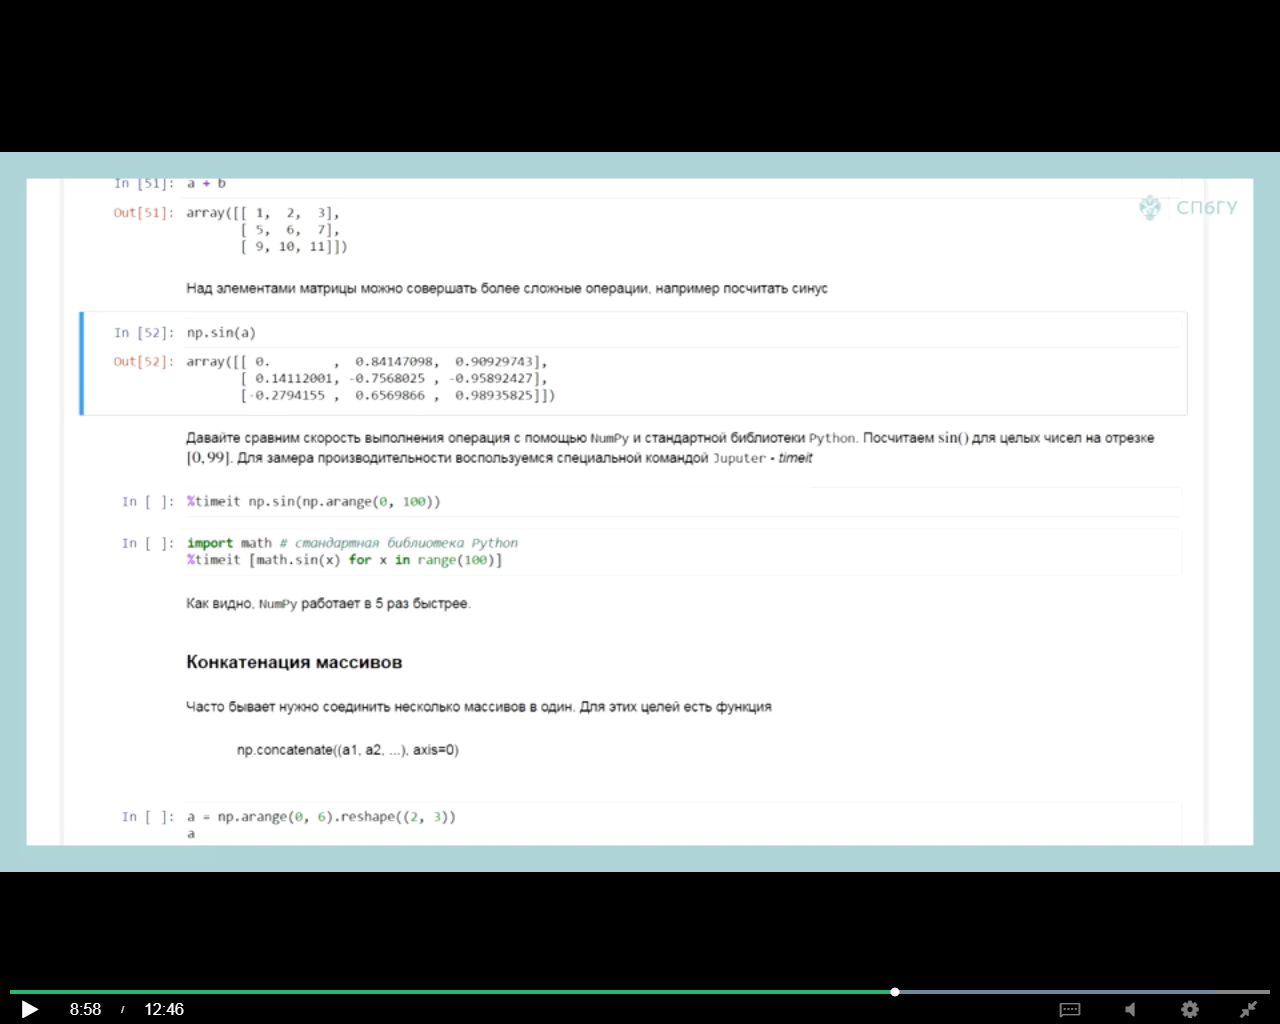 In [51]: a + b
СПбГУ
Out[51]: array([[ 1,  2,  3],
[ 5,  6,  7],
[ 9, 10, 11]])
Над элементами матрицы можно совершать более сложные операции, например посчитать синус
In [52]: np.sin(a)
Out[52]: array([[ 0.        ,  0.84147098,  0.90929743],
[ 0.14112001, -0.7568025 , -0.95892427],
[-0.2794155 ,  0.6569866 ,  0.98935825]])
Давайте сравним скорость выполнения операция с помощью NumPy и стандартной библиотеки Python. Посчитаем sin() для целых чисел на отрезке
[0, 99]. Для замера производительности воспользуемся специальной командой Juputer - timeit
In [ ]: %timeit np.sin(np.arange(0, 100))
In [ ]: import math # стандартная библиотека Python
%timeit [math.sin(x) for x in range(100)]
Как видно, NumPy работает в 5 раз быстрее.
Конкатенация массивов
Часто бывает нужно соединить несколько массивов в один. Для этих целей есть функция
np.concatenate((a1, a2, ...), axis=0)
In [ ]: a = np.arange(0, 6).reshape((2, 3))
a
8:58 / 12:46